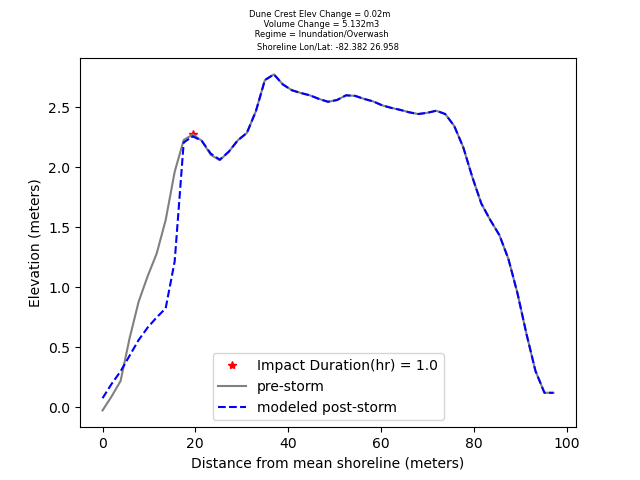 Dune Crest Elev Change = 0.02m
Volume Change = 5.132m3
Regime = Inundation/Overwash
Shoreline Lon/Lat: -82.382 26.958
2.5
2.0
1.5
1.0
0.5
0.0
Elevation (meters)
Impact Duration(hr) = 1.0
pre-storm
modeled post-storm
0 20 40 60 80 100
Distance from mean shoreline (meters)